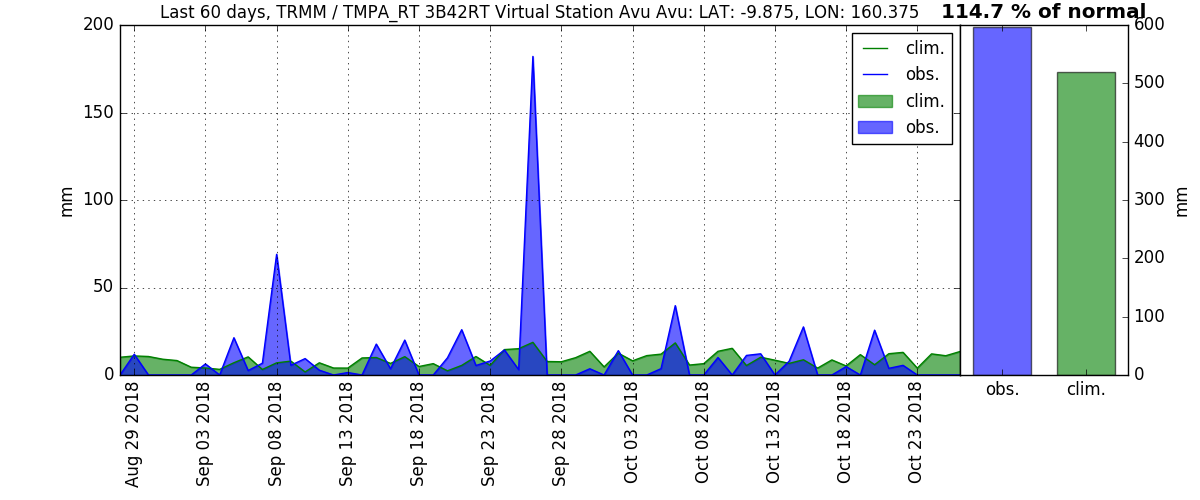 Last 60 days, TRMM / TMPA_RT 3B42RT Virtual Station Avu Avu: LAT: -9.875, LON: 160.375
114.7 % of normal
200
150
100
50
0
mm
clim.
obs.
clim.
obs.
600
500
400
300
200
100
0
mm
obs.
clim.
Aug 29 2018
Sep 03 2018
Sep 08 2018
Sep 13 2018
Sep 18 2018
Sep 23 2018
Sep 28 2018
Oct 03 2018
Oct 08 2018
Oct 13 2018
Oct 18 2018
Oct 23 2018